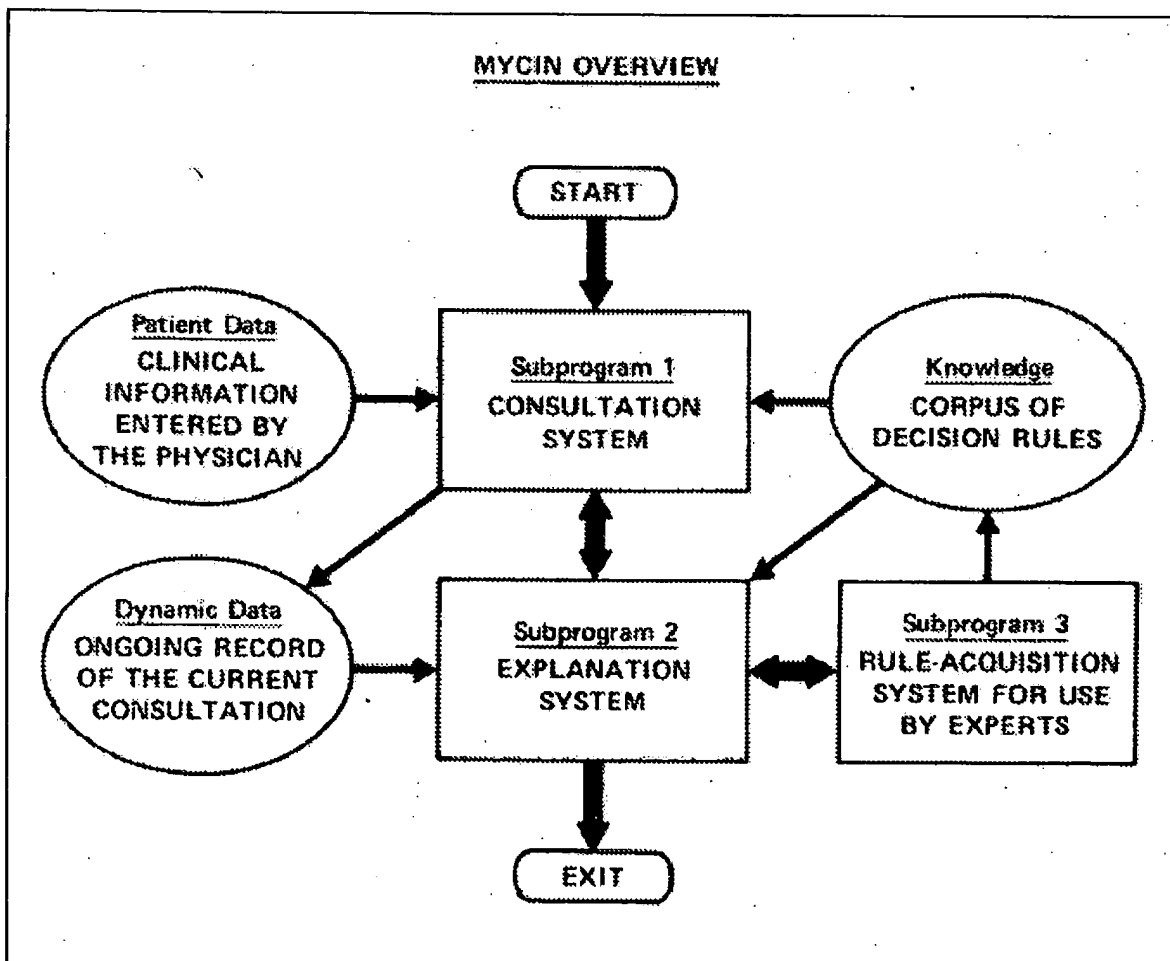 MYCIN OVERVIEW
START
Patient Data
CLINICAL
INFORMATION
ENTERED BY
THE PHYSICIAN
Subprogram 1
CONSULTATION
SYSTEM
Knowledge
CORPUS OF
DECISION RULES
Dynamic Data
ONGOING RECORD
OF THE CURRENT
CONSULTATION
Subprogram 2
EXPLANATION
SYSTEM
Subprogram 3
RULE-ACQUISITION
SYSTEM FOR USE
BY EXPERTS
EXIT